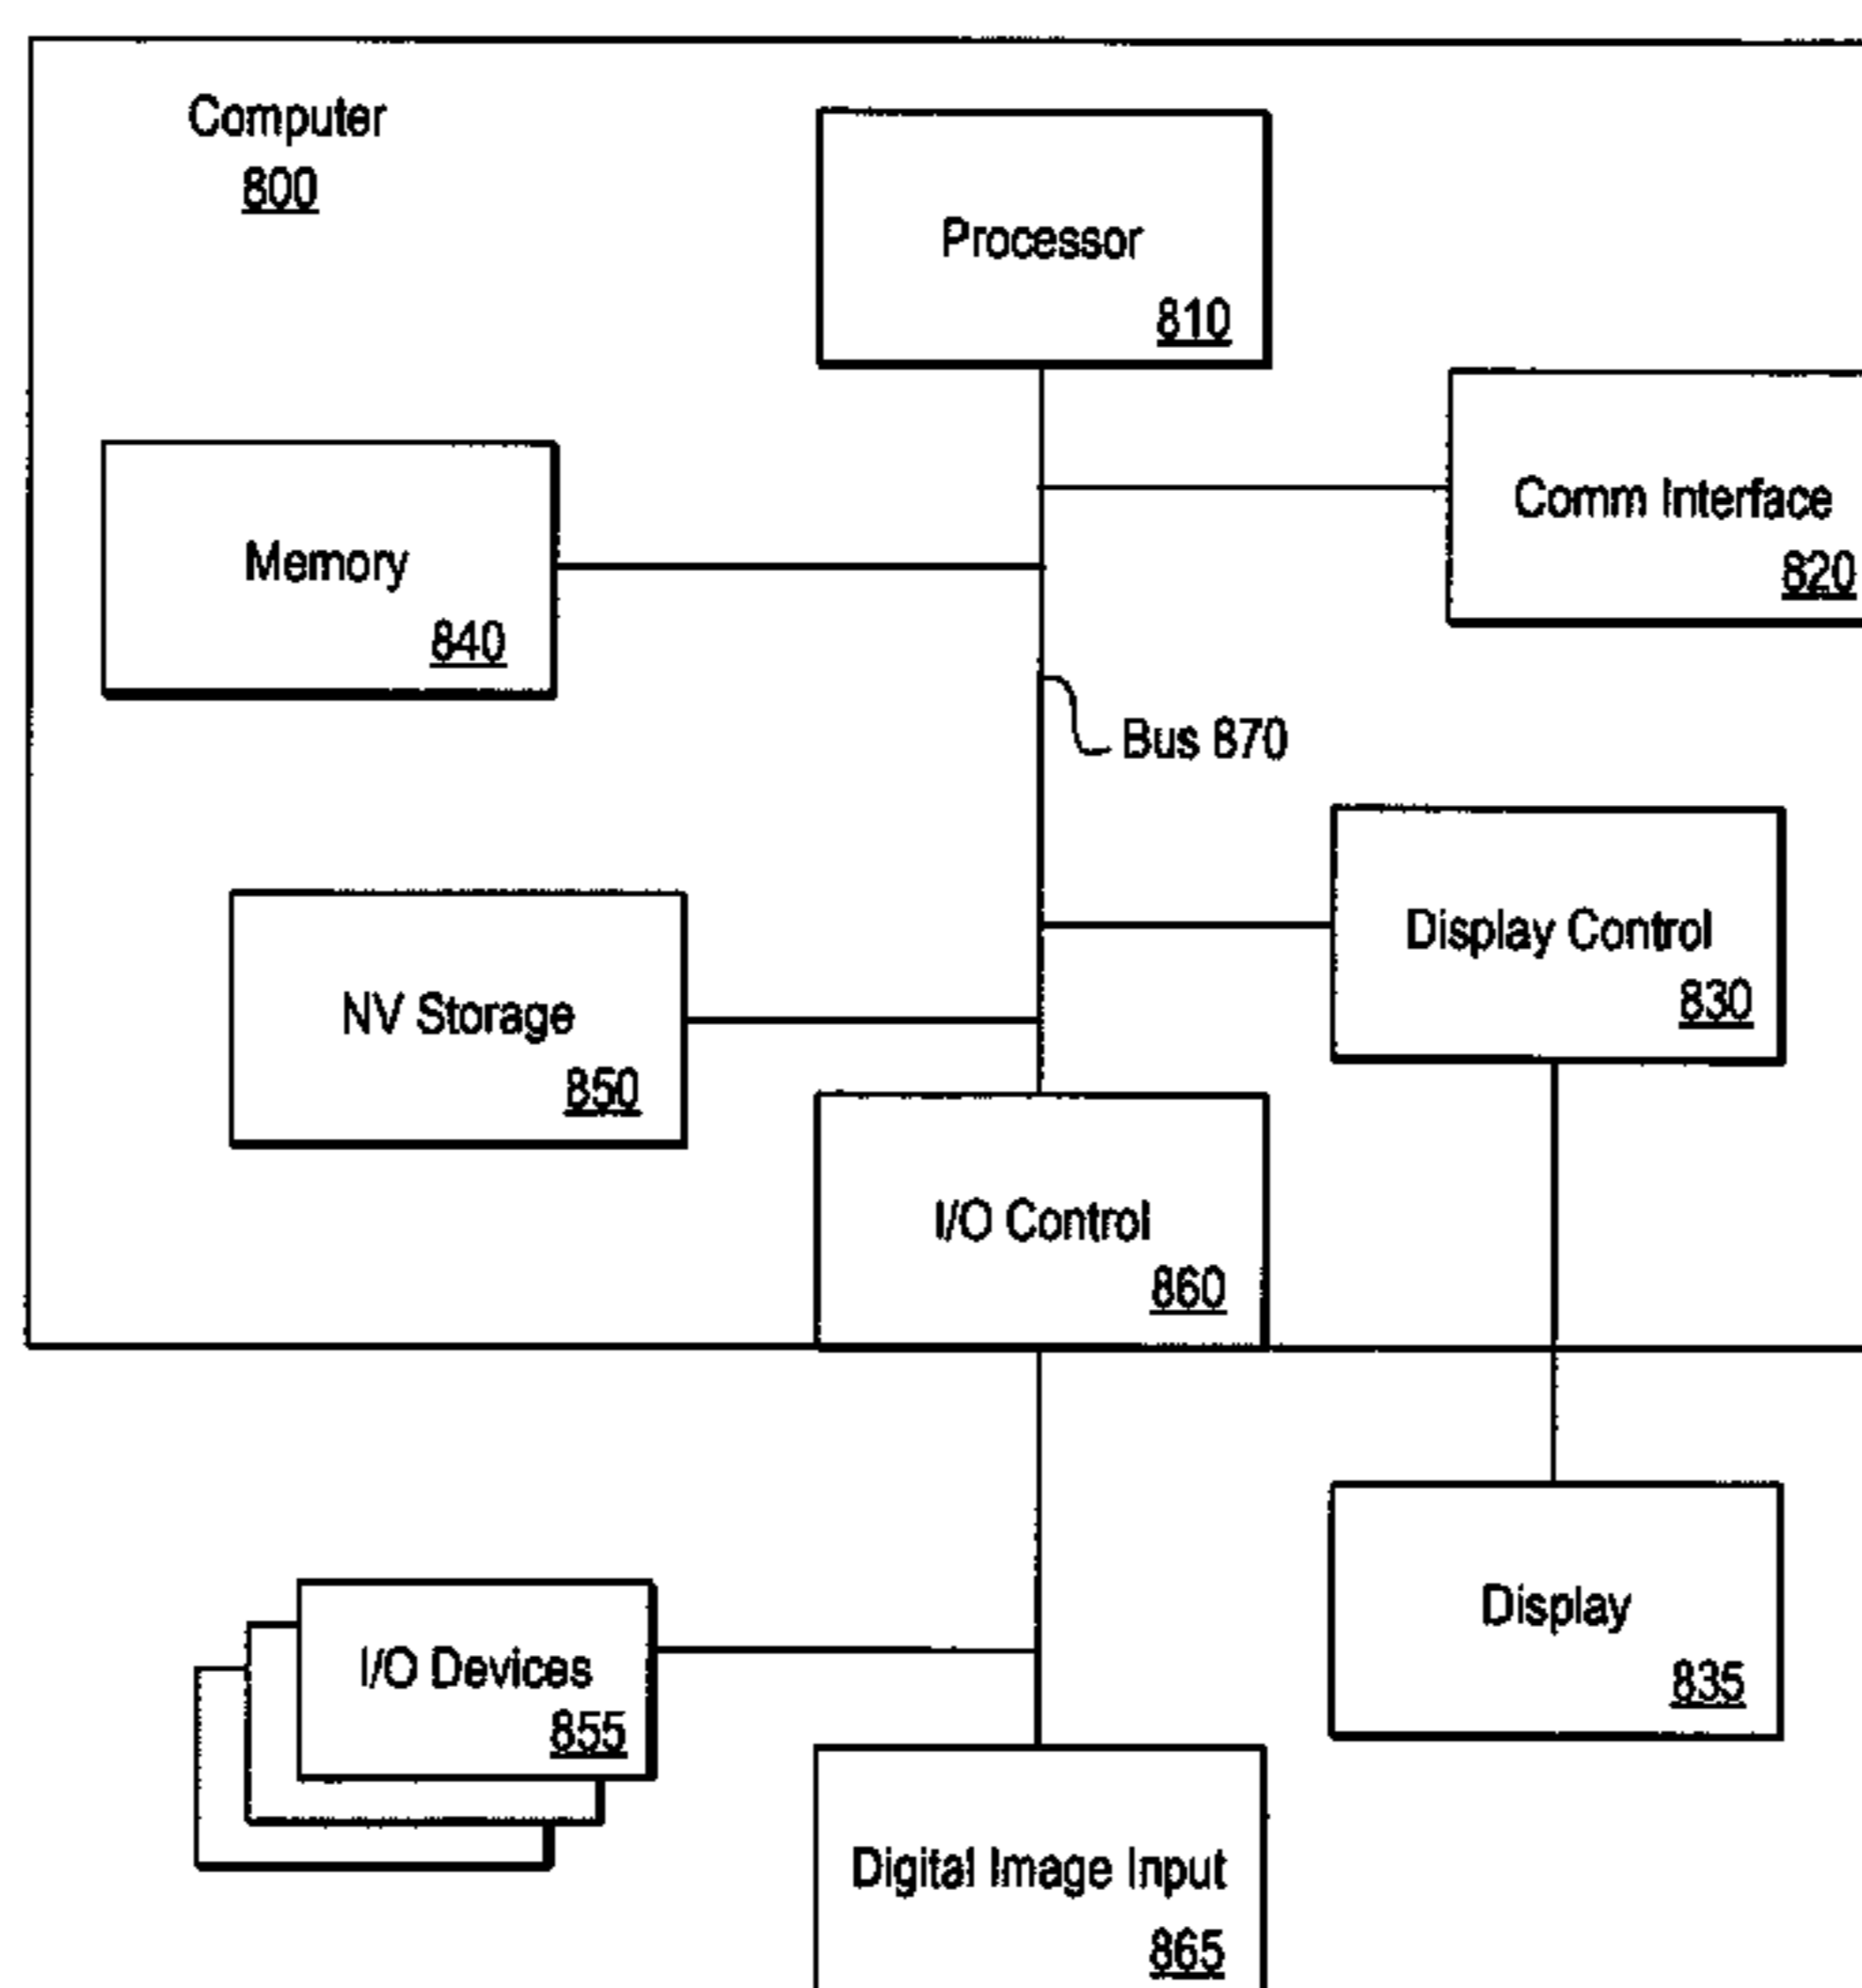 Computer
800
Processor
810
Comm Interface
820
Memory
840
Bus 870
Display Control
830
NV Storage
850
I/O Control
860
I/O Devices
855
Display
835
Digital Image Input
865